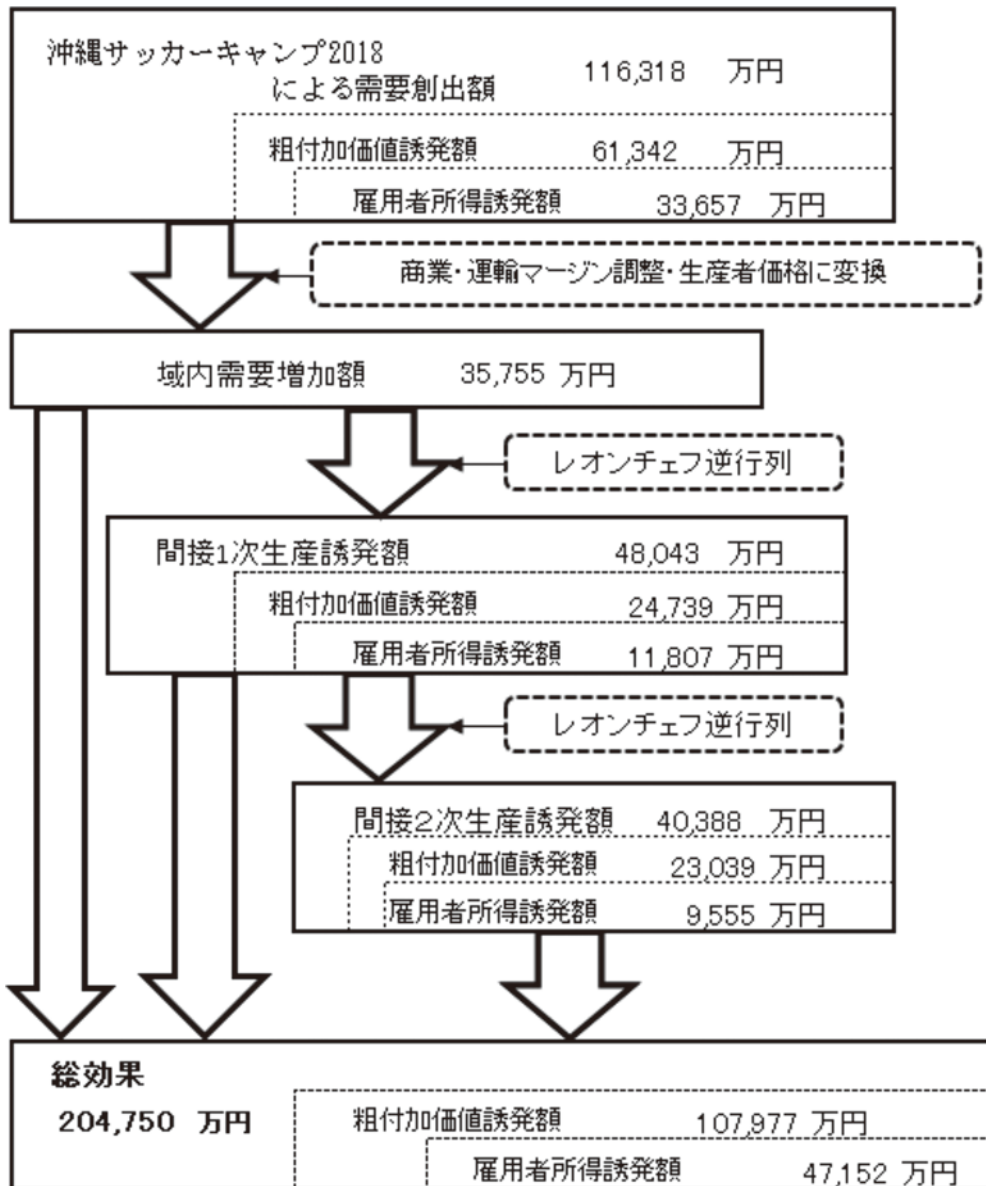 沖縄サッカーキャンプ2018
による需要創出額 116,318 万円
粗付加価値誘発額 61,342 万円
雇用者所得誘発額 33,657 万円
商業・運輸マージン調整・生産者価格に変換
域内需要増加額 35,755 万円
レオンチェフ逆行列
間接1次生産誘発額 48,043 万円
粗付加価値誘発額 24,739 万円
雇用者所得誘発額 11,807 万円
レオンチェフ逆行列
間接2次生産誘発額 40,388 万円
粗付加価値誘発額 23,039 万円
雇用者所得誘発額 9,555 万円
総効果
204,750 万円
粗付加価値誘発額 107,977 万円
雇用者所得誘発額 47,152 万円